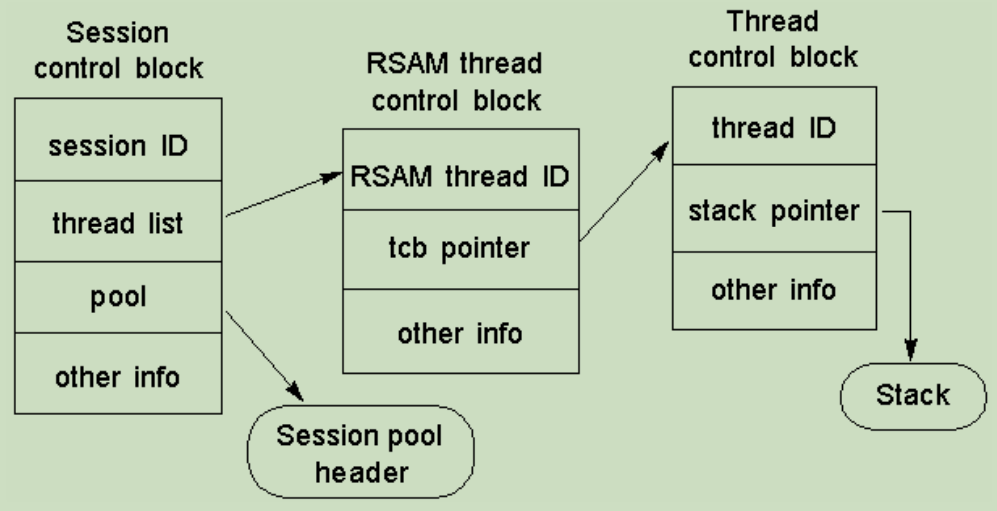 Session
control block
session ID
thread list
pool
other info
Session pool
header
RSAM thread
control block
RSAM thread ID
tcb pointer
other info
Thread
control block
thread ID
stack pointer
other info
Stack